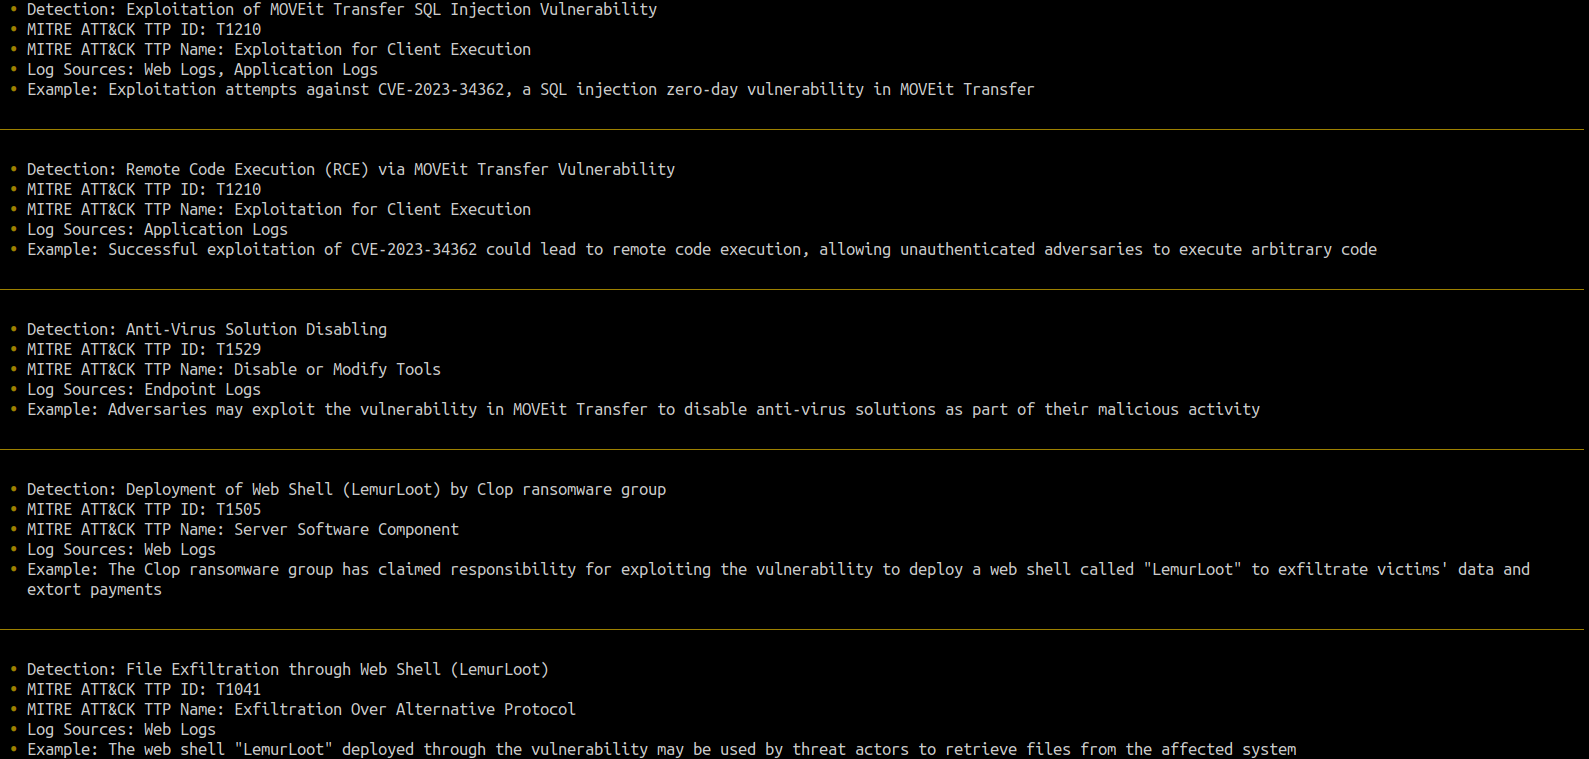 • Detection: Exploitation of MOVEit Transfer SQL Injection Vulnerability
• MITRE ATT&CK TTP ID: T1210
• MITRE ATT&CK TTP Name: Exploitation for Client Execution
• Log Sources: Web Logs, Application Logs
• Example: Exploitation attempts against CVE-2023-34362, a SQL injection zero-day vulnerability in MOVEit Transfer
• Detection: Remote Code Execution (RCE) via MOVEit Transfer Vulnerability
• MITRE ATT&CK TTP ID: T1210
• MITRE ATT&CK TTP Name: Exploitation for Client Execution
• Log Sources: Application Logs
• Example: Successful exploitation of CVE-2023-34362 could lead to remote code execution, allowing unauthenticated adversaries to execute arbitrary code
• Detection: Anti-Virus Solution Disabling
• MITRE ATT&CK TTP ID: T1529
• MITRE ATT&CK TTP Name: Disable or Modify Tools
• Log Sources: Endpoint Logs
• Example: Adversaries may exploit the vulnerability in MOVEit Transfer to disable anti-virus solutions as part of their malicious activity
• Detection: Deployment of Web Shell (LemurLoot) by Clop ransomware group
• MITRE ATT&CK TTP ID: T1505
• MITRE ATT&CK TTP Name: Server Software Component
• Log Sources: Web Logs
• Example: The Clop ransomware group has claimed responsibility for exploiting the vulnerability to deploy a web shell called "LemurLoot" to exfiltrate victims' data and
extort payments
• Detection: File Exfiltration through Web Shell (LemurLoot)
• MITRE ATT&CK TTP ID: T1041
• MITRE ATT&CK TTP Name: Exfiltration Over Alternative Protocol
• Log Sources: Web Logs
• Example: The web shell "LemurLoot" deployed through the vulnerability may be used by threat actors to retrieve files from the affected system